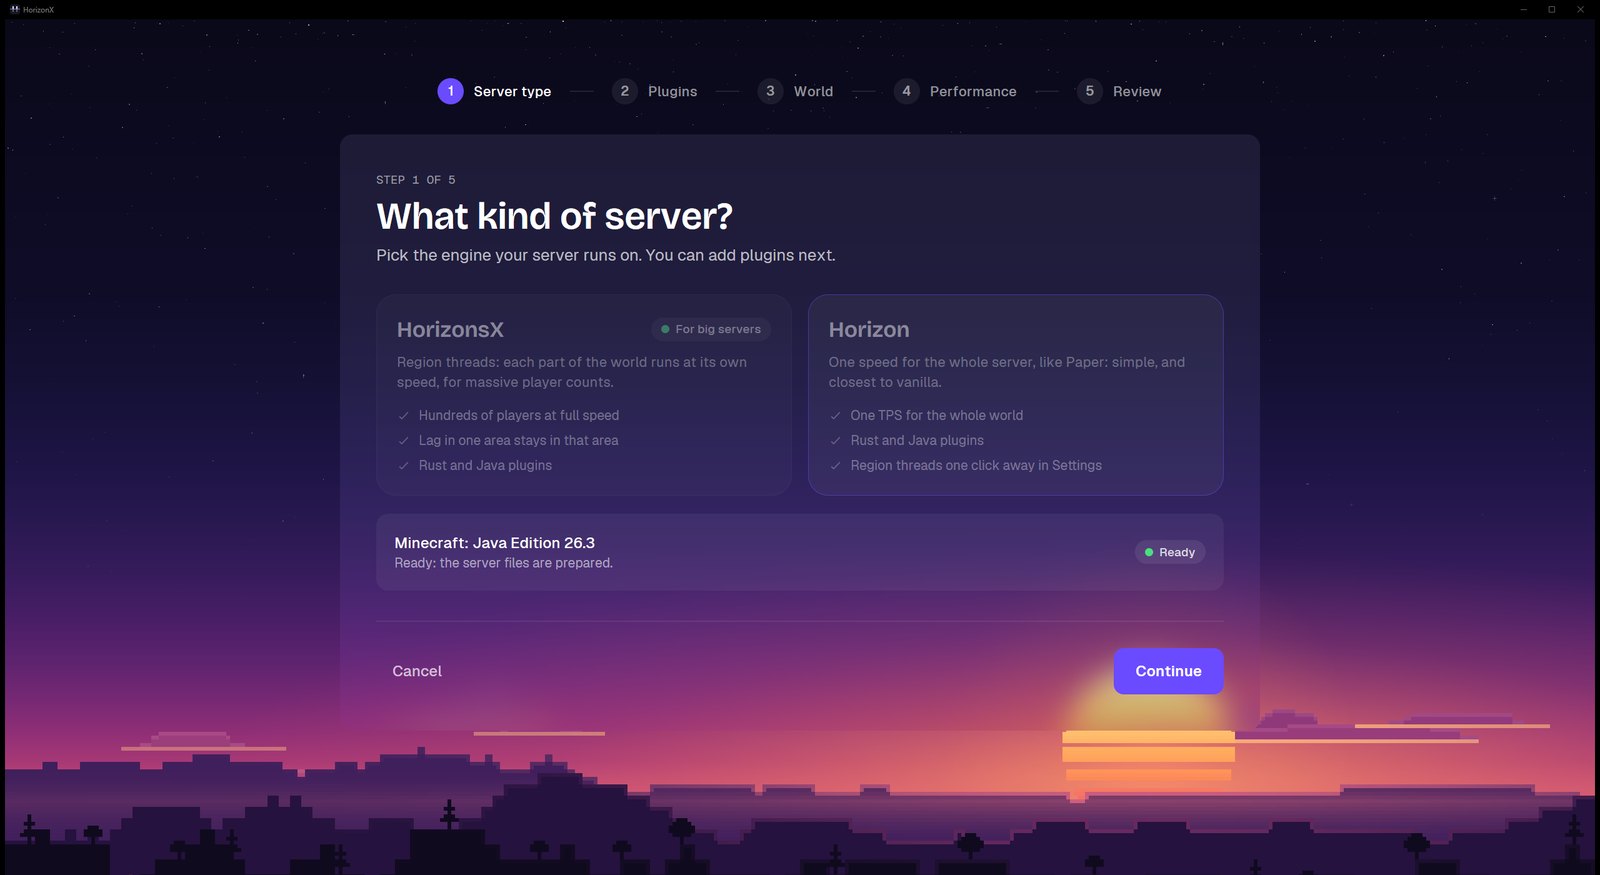 HorizonX
1 Server type
2 Plugins
3 World
4 Performance
5 Review
STEP 1 OF 5
What kind of server?
Pick the engine your server runs on. You can add plugins next.
HorizonsX
For big servers
Region threads: each part of the world runs at its own
speed, for massive player counts.
Hundreds of players at full speed
Lag in one area stays in that area
Rust and Java plugins
Horizon
One speed for the whole server, like Paper: simple, and
closest to vanilla.
One TPS for the whole world
Rust and Java plugins
Region threads one click away in Settings
Minecraft: Java Edition 26.3
Ready: the server files are prepared.
Ready
Cancel
Continue